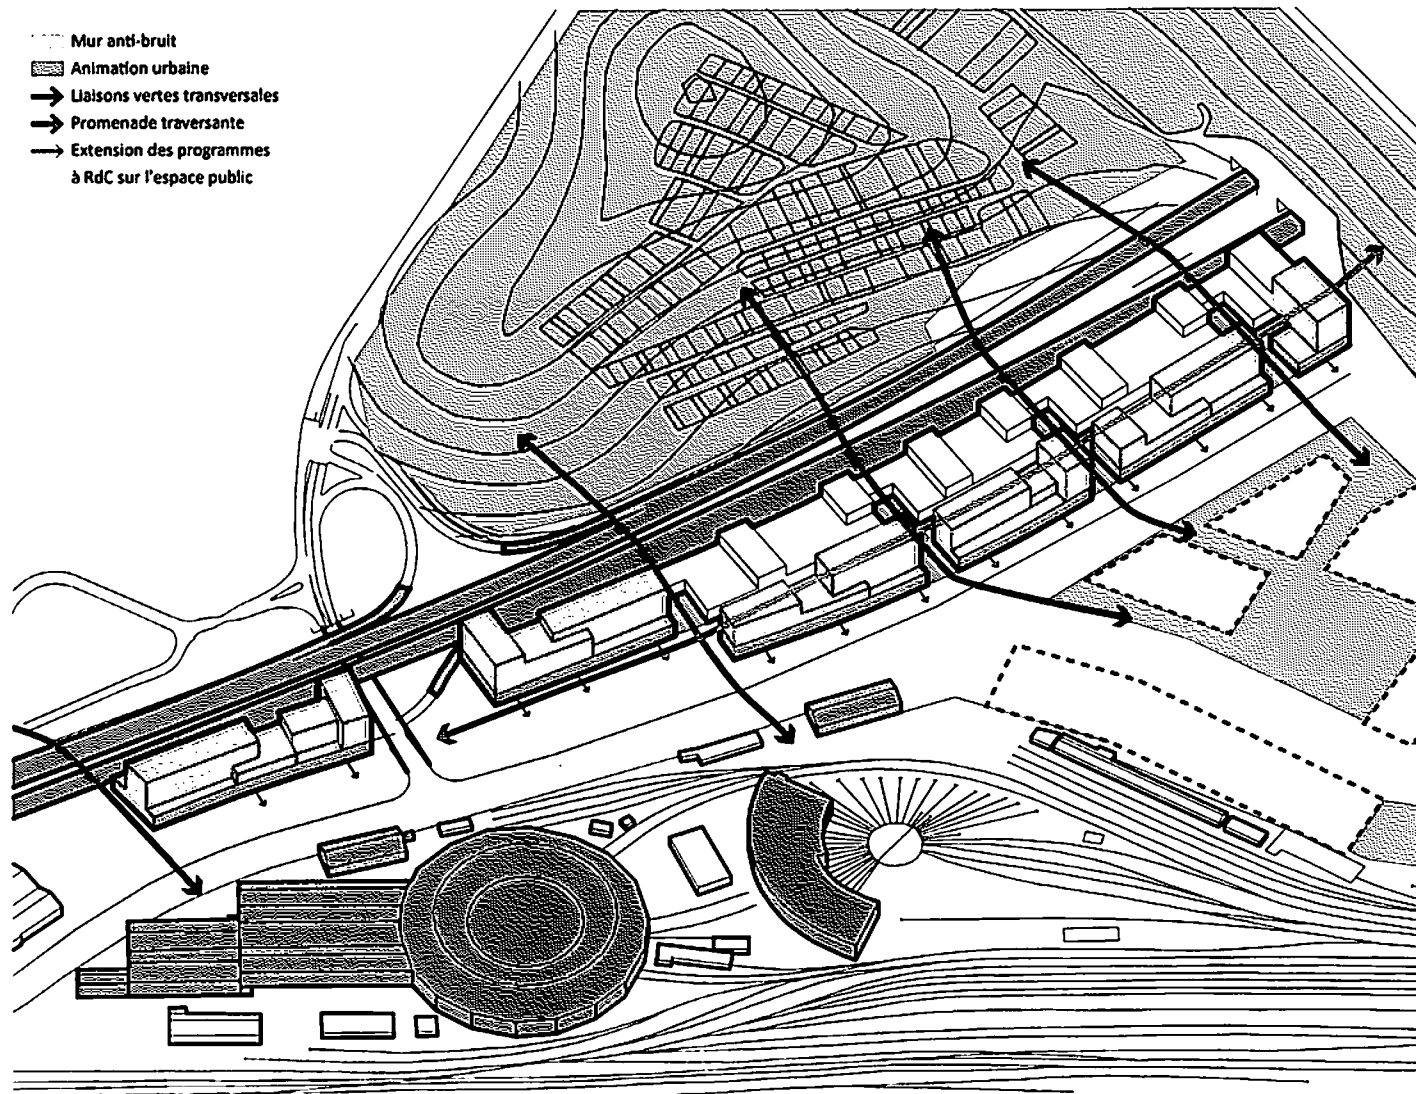 Mur anti-bruit
Animation urbaine
Liaisons vertes transversales
Promenade traversante
Extension des programmes
à RdC sur l'espace public